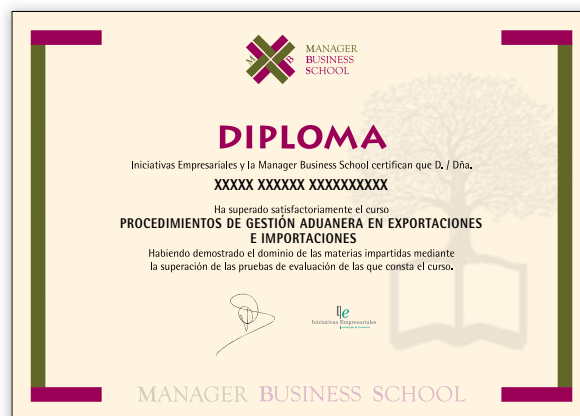 M B
MANAGER
BUSINESS
SCHOOL
DIPLOMA
Iniciativas Empresariales y la Manager Business School certifican que D. / Dña.
XXXXX XXXXXX XXXXXXXXXX
Ha superado satisfactoriamente el curso
PROCEDIMIENTOS DE GESTIÓN ADUANERA EN EXPORTACIONES
E IMPORTACIONES
Habiendo demostrado el dominio de las materias impartidas mediante
la superación de las pruebas de evaluación de las que consta el curso.
Iniciativas Empresariales
MANAGER BUSINESS SCHOOL